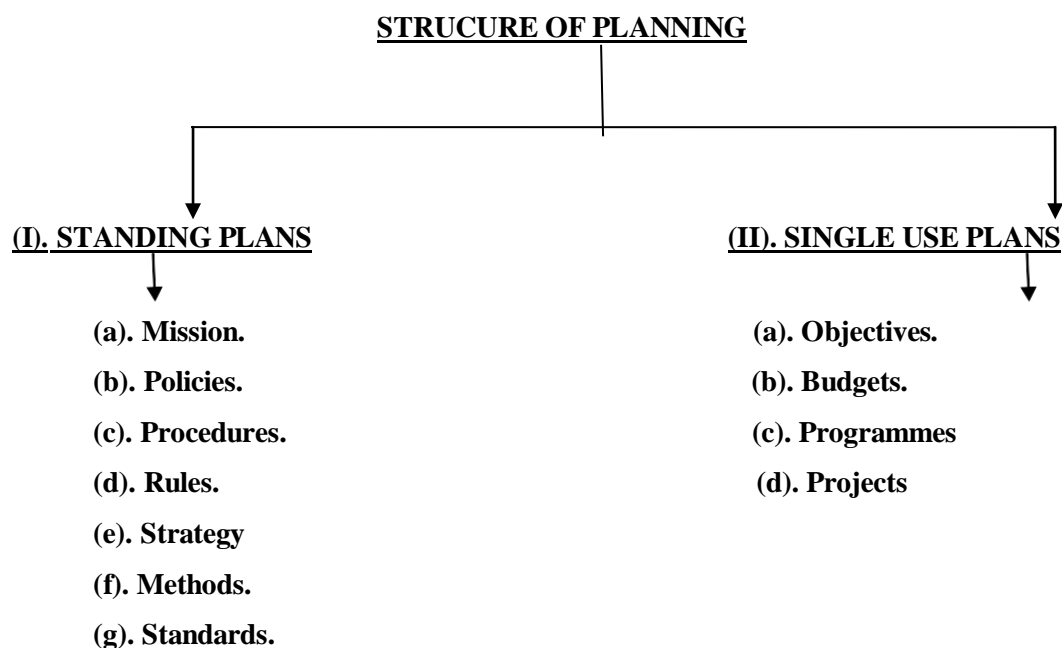 STRUCURE OF PLANNING
(I). STANDING PLANS
(a). Mission.
(b). Policies.
(c). Procedures.
(d). Rules.
(e). Strategy
(f). Methods.
(g). Standards.
(II). SINGLE USE PLANS
(a). Objectives.
(b). Budgets.
(c). Programmes
(d). Projects